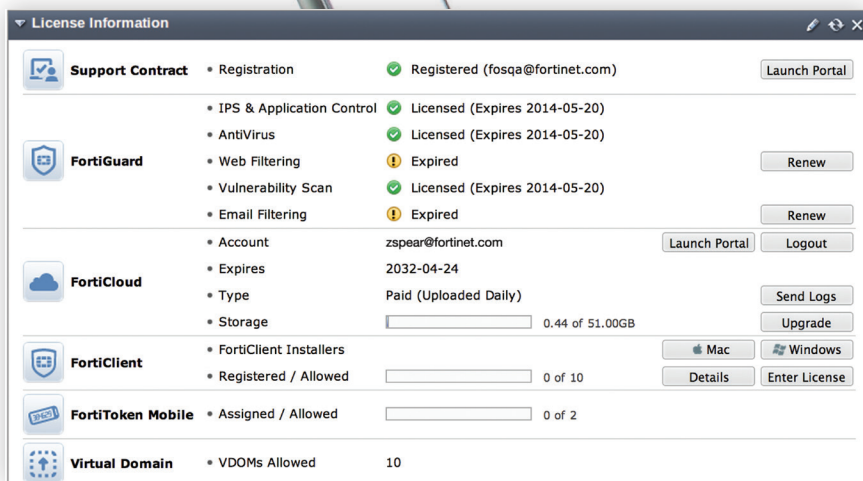 License Information
Support Contract • Registration Registered (fosqa@fortinet.com) Launch Portal
• IPS & Application Control Licensed (Expires 2014-05-20)
• AntiVirus Licensed (Expires 2014-05-20)
FortiGuard • Web Filtering Expired Renew
• Vulnerability Scan Licensed (Expires 2014-05-20)
• Email Filtering Expired Renew
• Account zspear@fortinet.com Launch Portal Logout
• Expires 2032-04-24
FortiCloud
• Type Paid (Uploaded Daily) Send Logs
• Storage 0.44 of 51.00GB Upgrade
• FortiClient Installers Mac Windows
FortiClient
• Registered / Allowed 0 of 10 Details Enter License
FortiToken Mobile • Assigned / Allowed 0 of 2
Virtual Domain • VDOMs Allowed 10